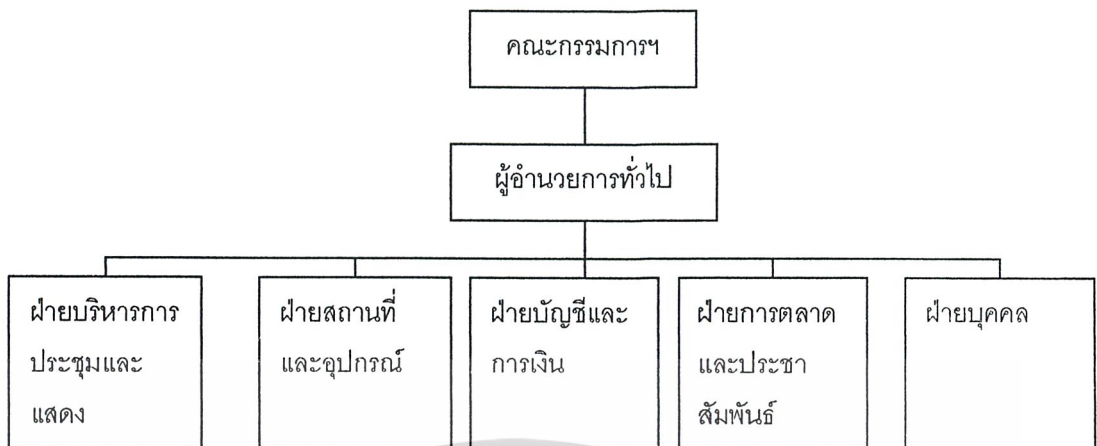 คณะกรรมการฯ
ผู้อำนวยการทั่วไป
ฝ่ายบริหารการ
ประชุมและ
แสดง
ฝ่ายสถานที่
และอุปกรณ์
ฝ่ายบัญชีและ
การเงิน
ฝ่ายการตลาด
และประชา
สัมพันธ์
ฝ่ายบุคคล